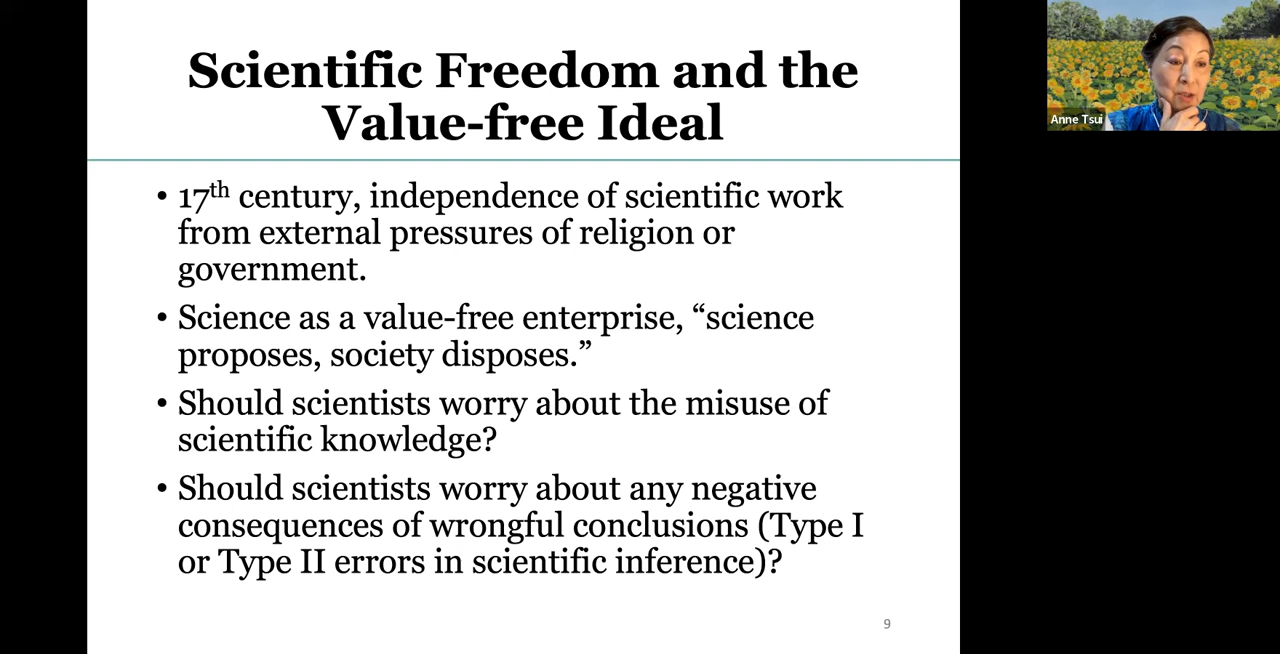 Scientific Freedom and the
Value-free Ideal
• 17th century, independence of scientific work
from external pressures of religion or
government.
• Science as a value-free enterprise, “science
proposes, society disposes.”
• Should scientists worry about the misuse of
scientific knowledge?
• Should scientists worry about any negative
consequences of wrongful conclusions (Type I
or Type II errors in scientific inference)?
9
Anne Tsui